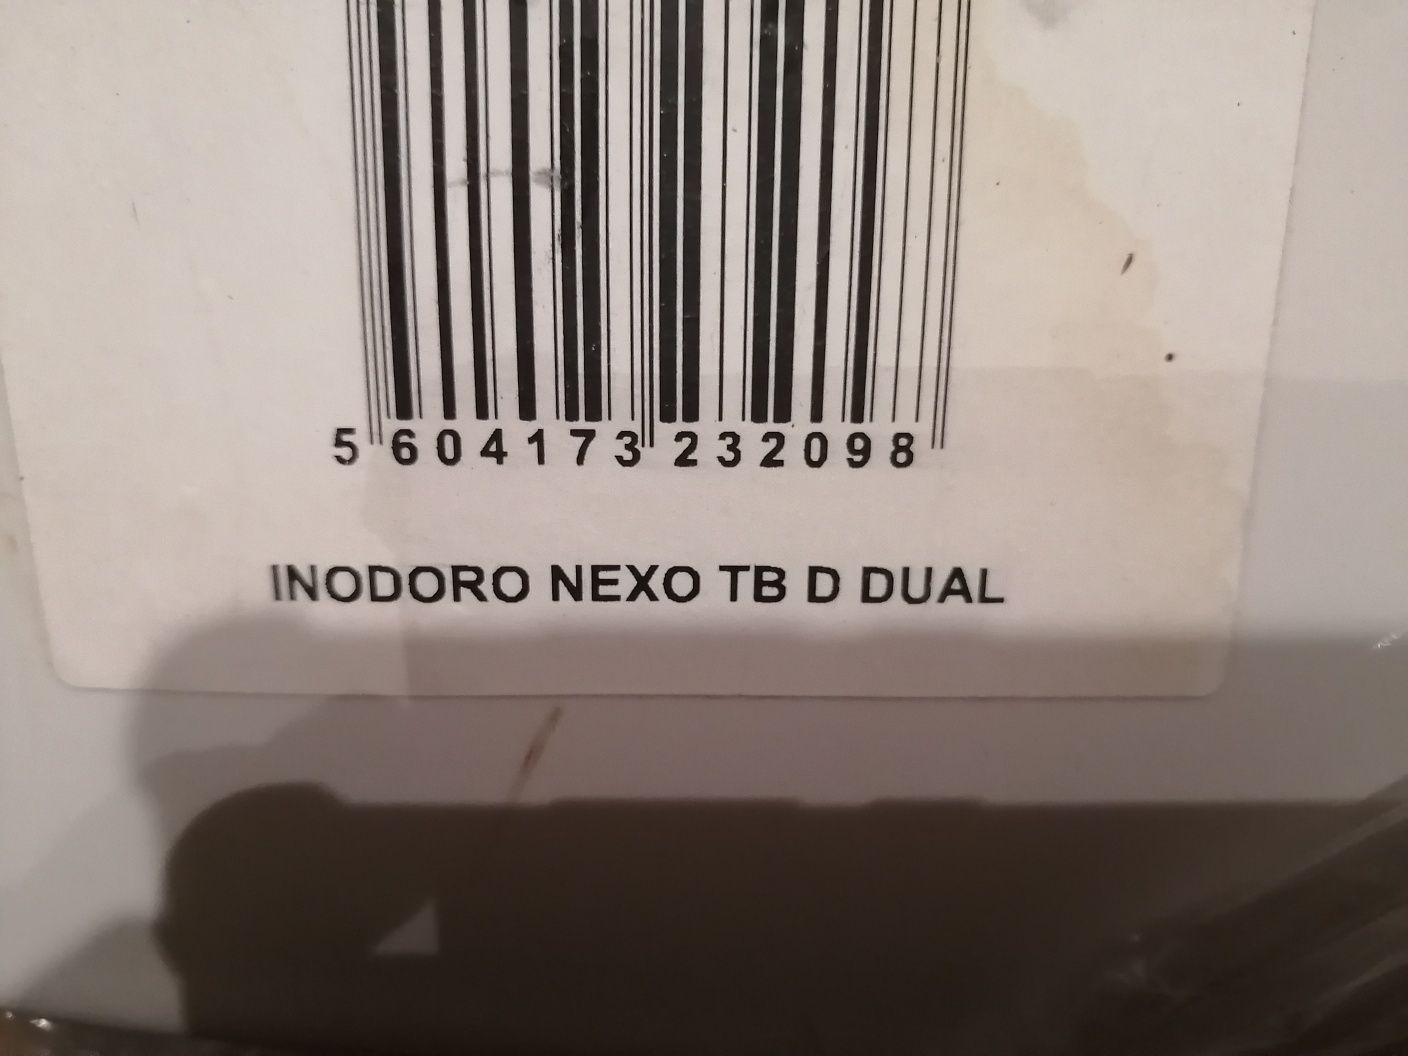 5 604173 232098
INODORO NEXO TB D DUAL